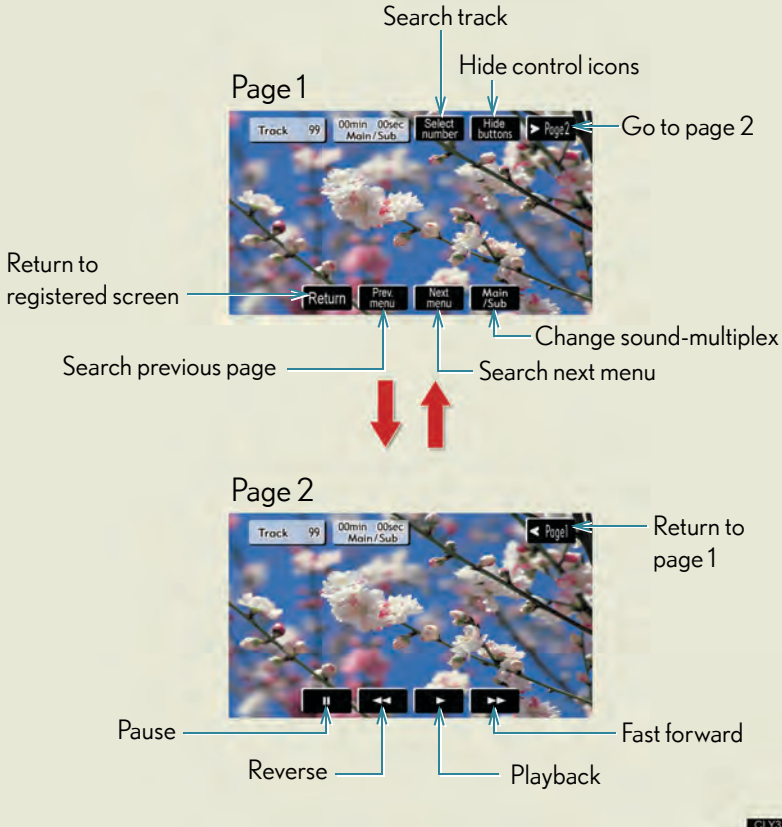 Search track
Hide control icons
Page 1
Track 99
00min 00sec
Main/Sub
Select
number
Hide
buttons
> Page2
Go to page 2
Return to
registered screen
Return
Prev.
menu
Next
menu
Main
/Sub
Change sound-multiplex
Search previous page
Search next menu
Page 2
Track 99
00min 00sec
Main/Sub
< Page1
Return to
page 1
Pause
Fast forward
Reverse
Playback